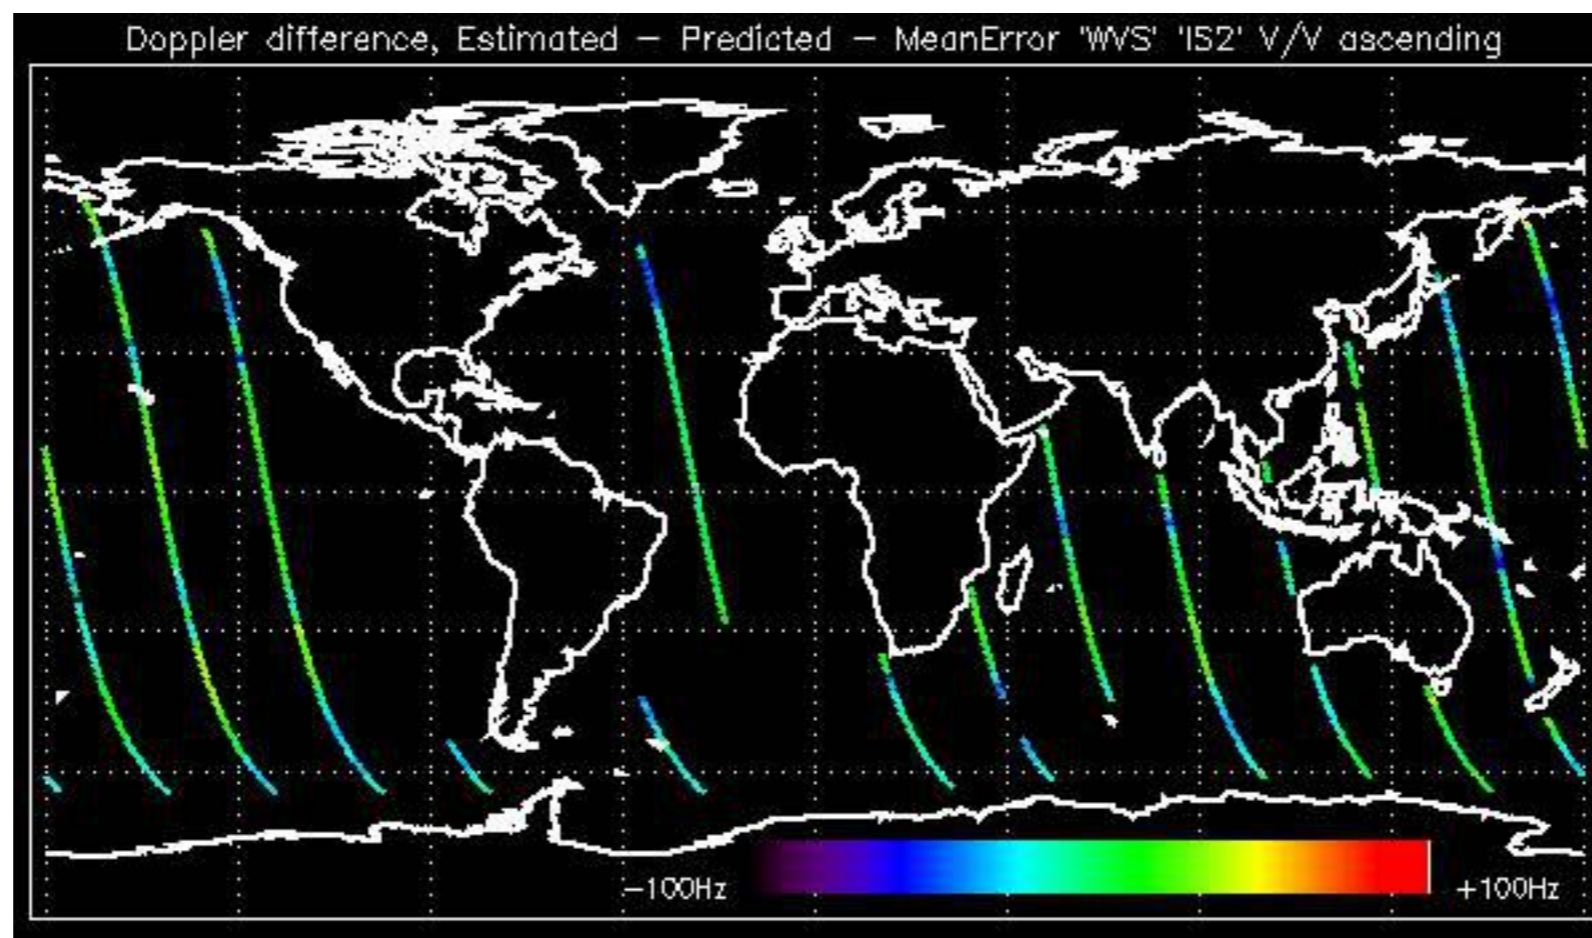 Doppler difference, Estimated – Predicted – MeanError 'WVS' 'IS2' V/V ascending
–100Hz +100Hz